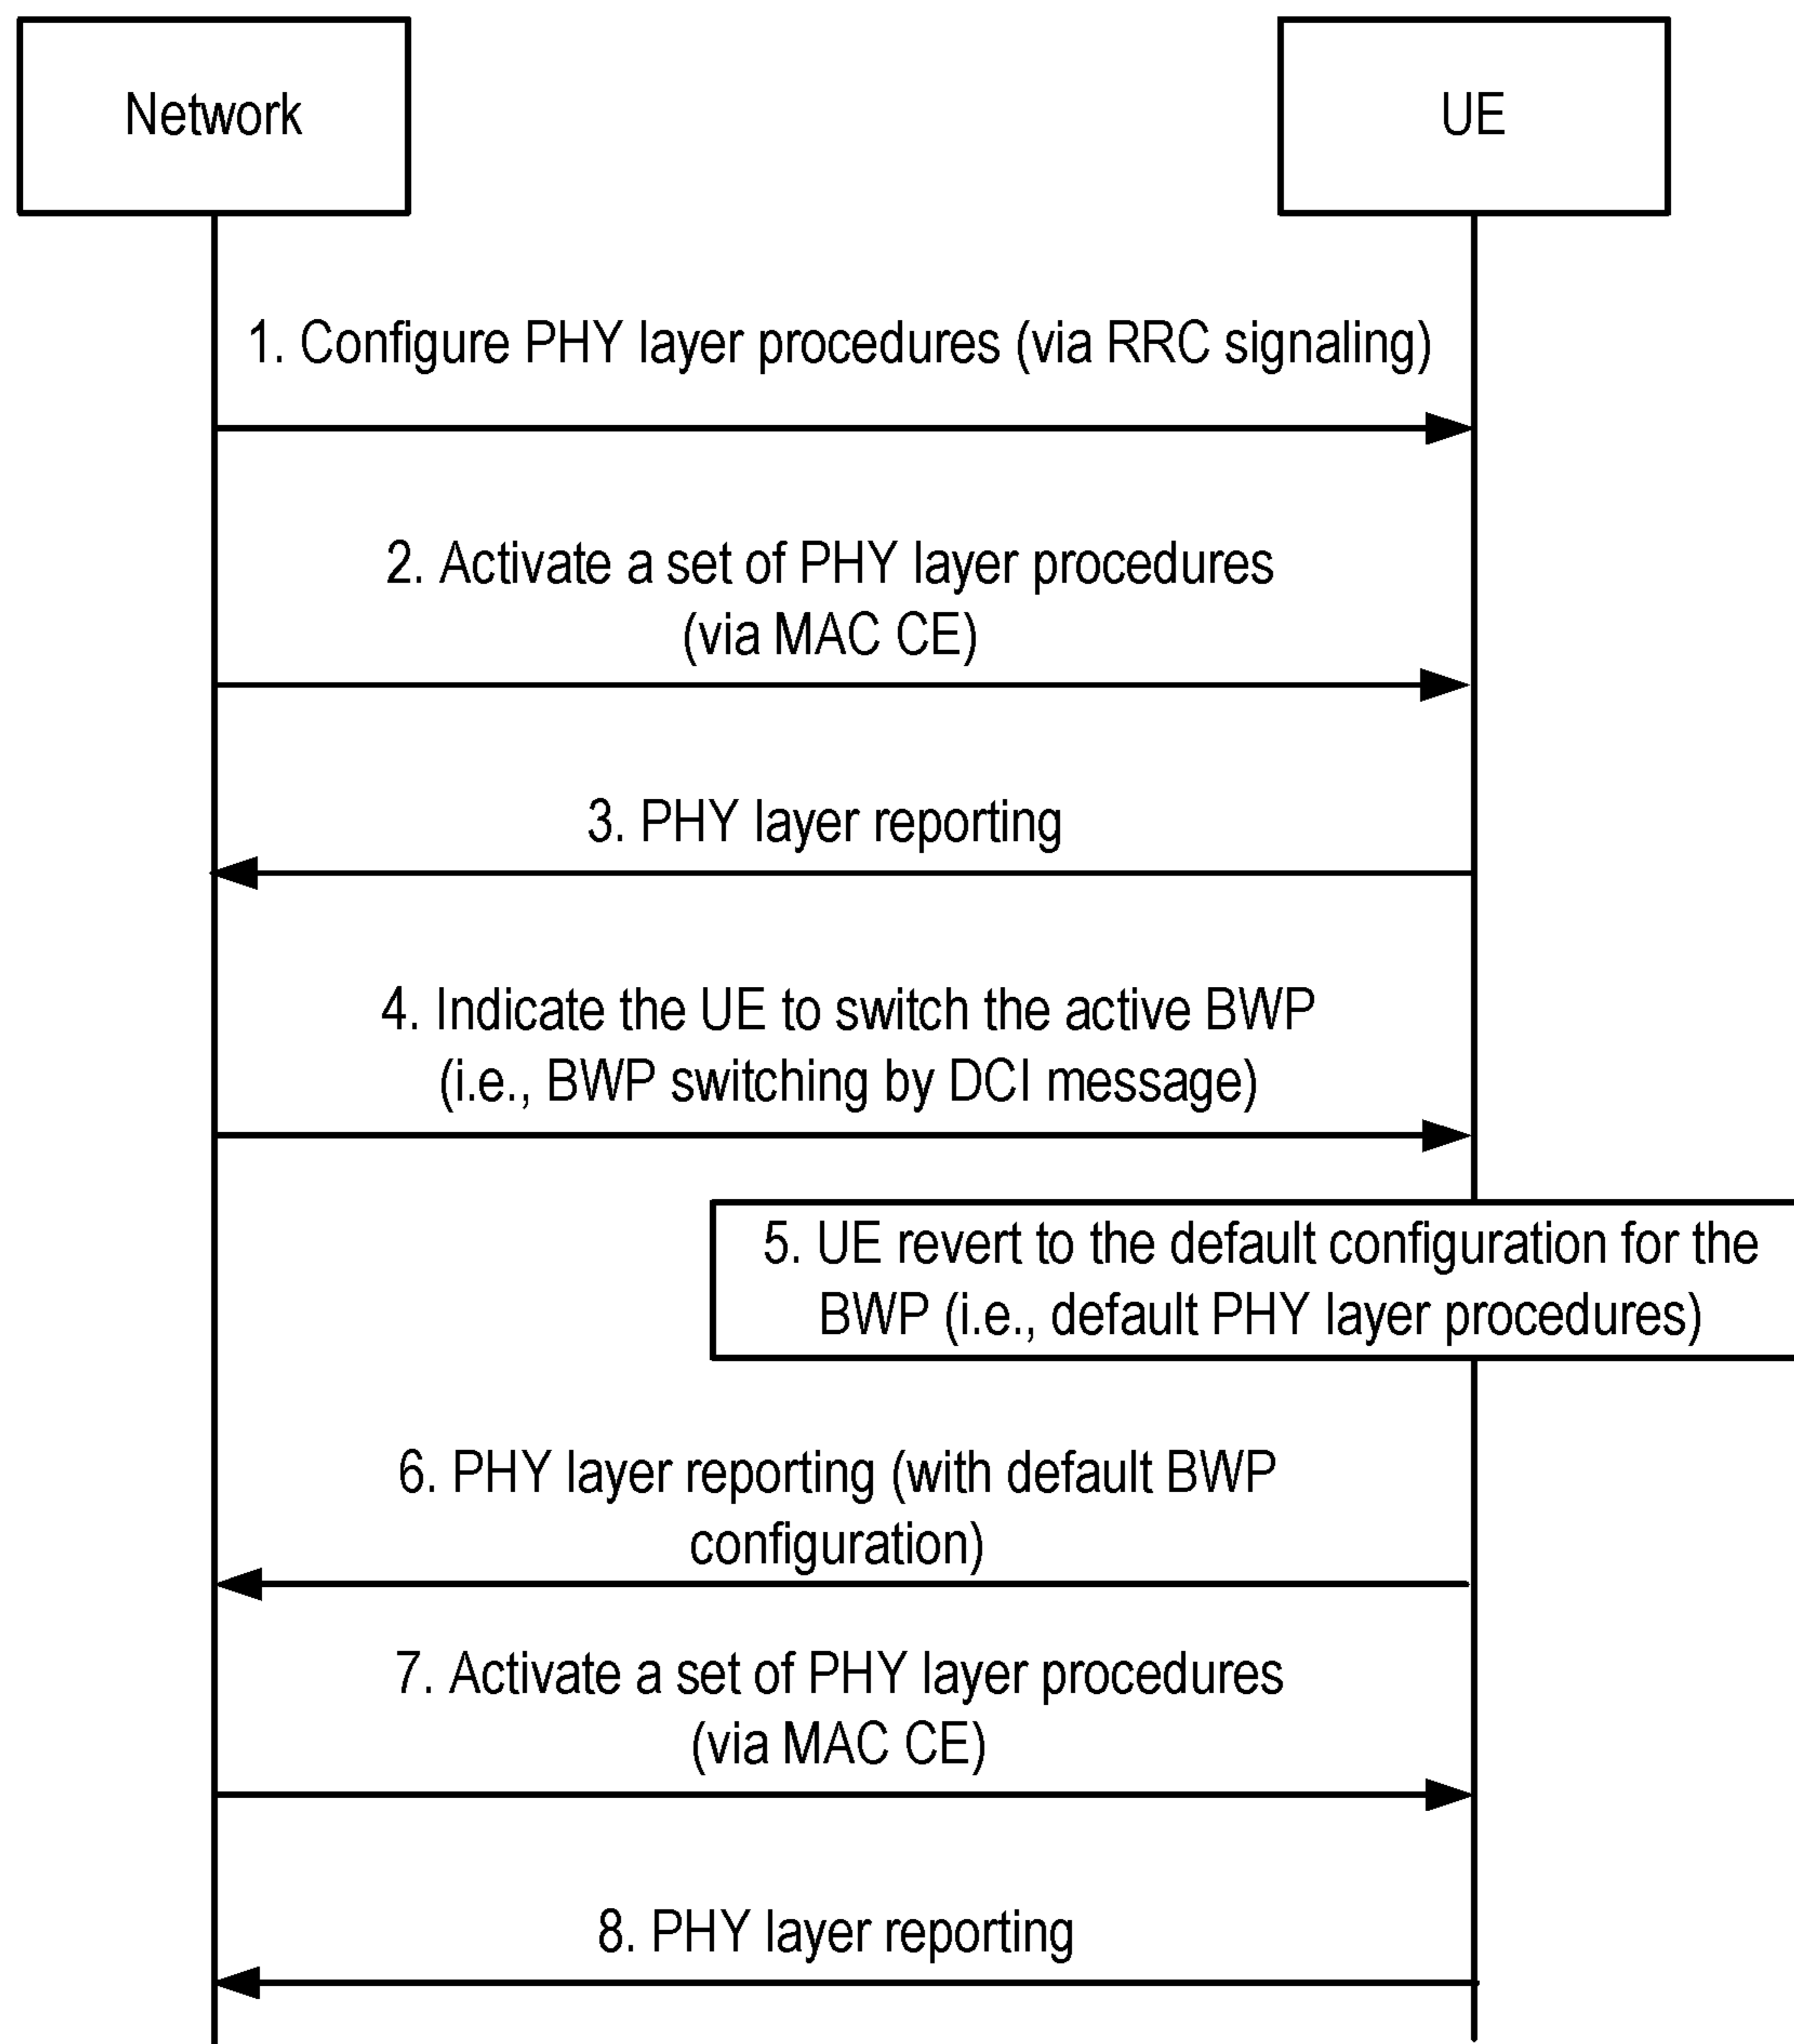 Network
UE
1. Configure PHY layer procedures (via RRC signaling)
2. Activate a set of PHY layer procedures
(via MAC CE)
3. PHY layer reporting
4. Indicate the UE to switch the active BWP
(i.e., BWP switching by DCI message)
5. UE revert to the default configuration for the
BWP (i.e., default PHY layer procedures)
6. PHY layer reporting (with default BWP
configuration)
7. Activate a set of PHY layer procedures
(via MAC CE)
8. PHY layer reporting